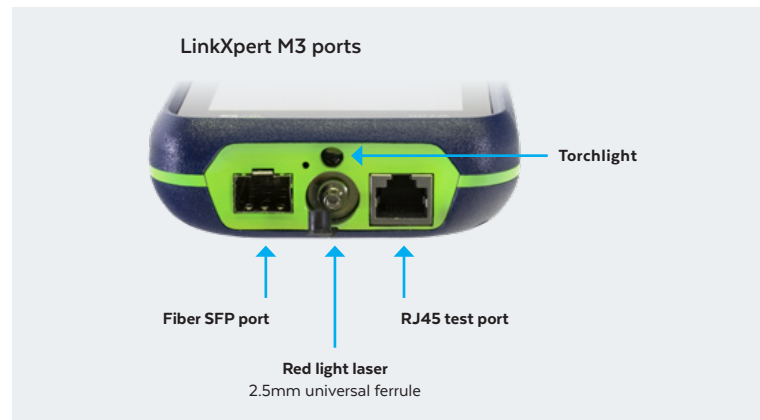 LinkXpert M3 ports
Torchlight
Fiber SFP port
RJ45 test port
Red light laser
2.5mm universal ferrule